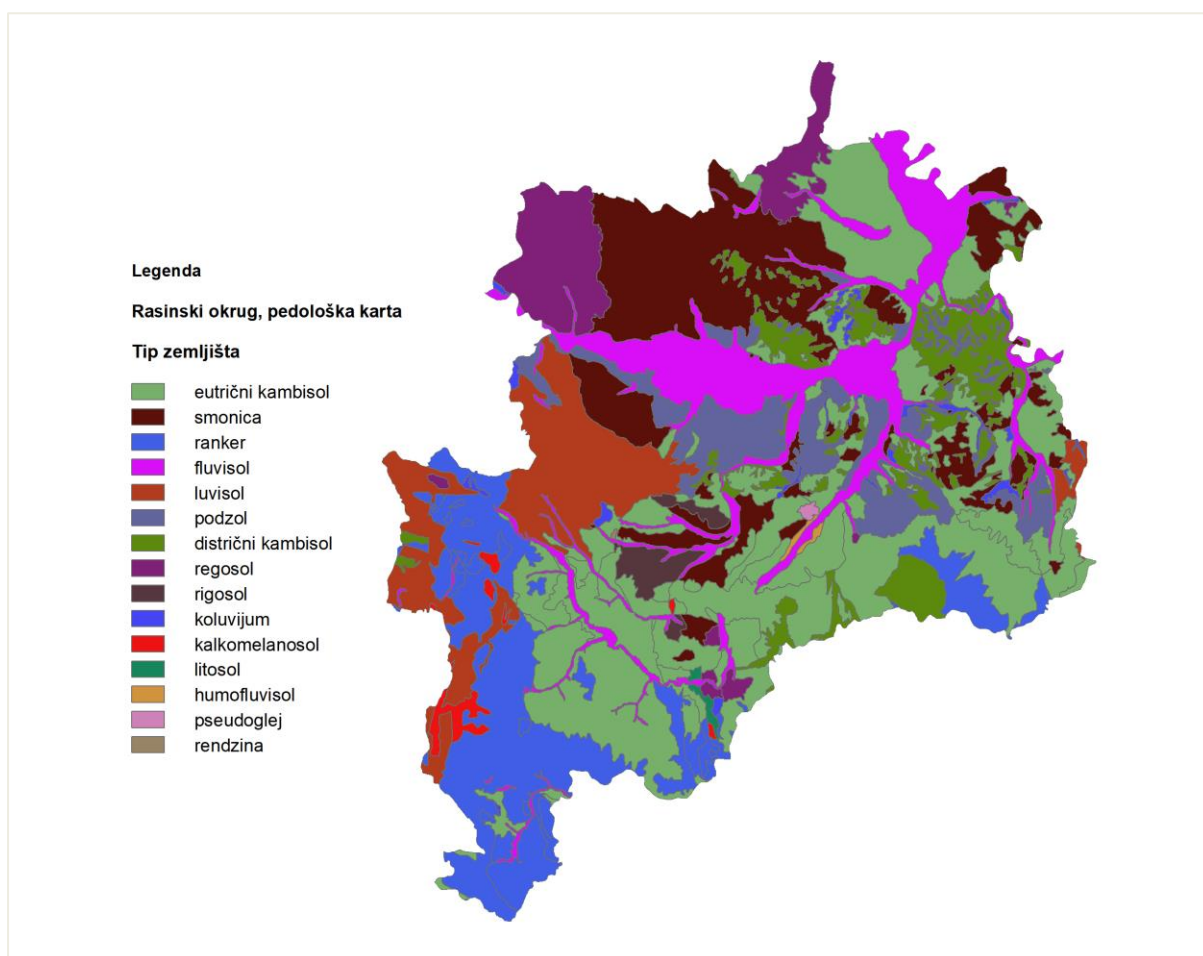 Legenda
Rasinski okrug, pedološka karta
Tip zemljišta
eutrični kambisol
smonica
ranker
fluvisol
luvisol
podzol
distrični kambisol
regosol
rigosol
koluvijum
kalkomelanosol
litosol
humofluvisol
pseudoglej
rendzina